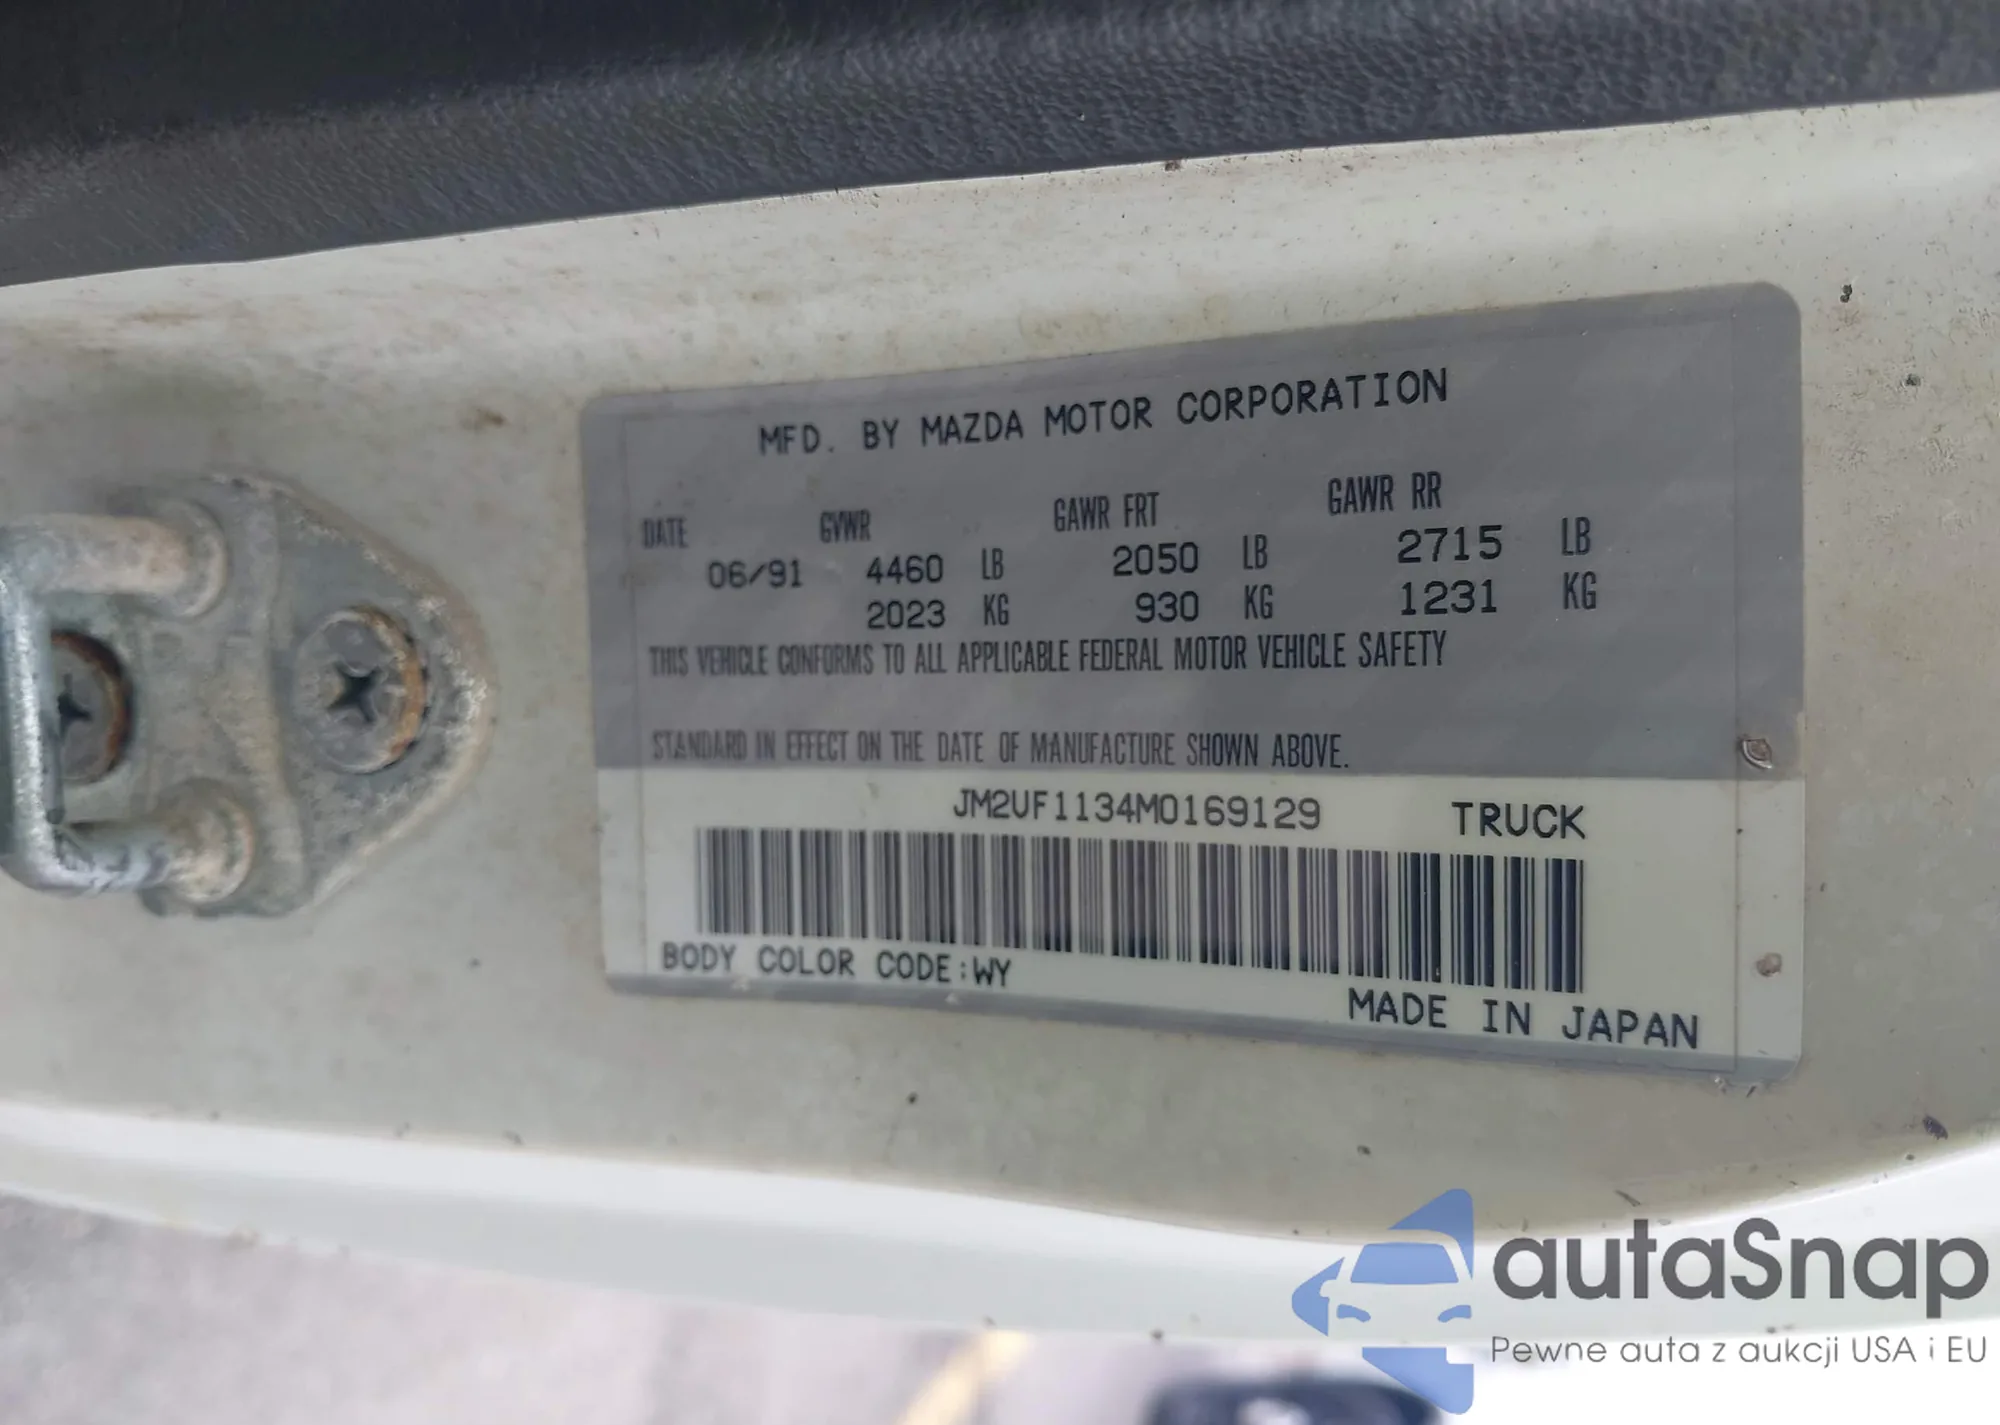 MFD. BY MAZDA MOTOR CORPORATION
DATE GVWR GAWR FRT GAWR RR
06/91 4460 LB 2050 LB 2715 LB
2023 KG 930 KG 1231 KG
THIS VEHICLE CONFORMS TO ALL APPLICABLE FEDERAL MOTOR VEHICLE SAFETY
STANDARD IN EFFECT ON THE DATE OF MANUFACTURE SHOWN ABOVE.
JM2UF1134M0169129 TRUCK
BODY COLOR CODE:WY
MADE IN JAPAN
autaSnap
Pewne auta z aukcji USA i EU